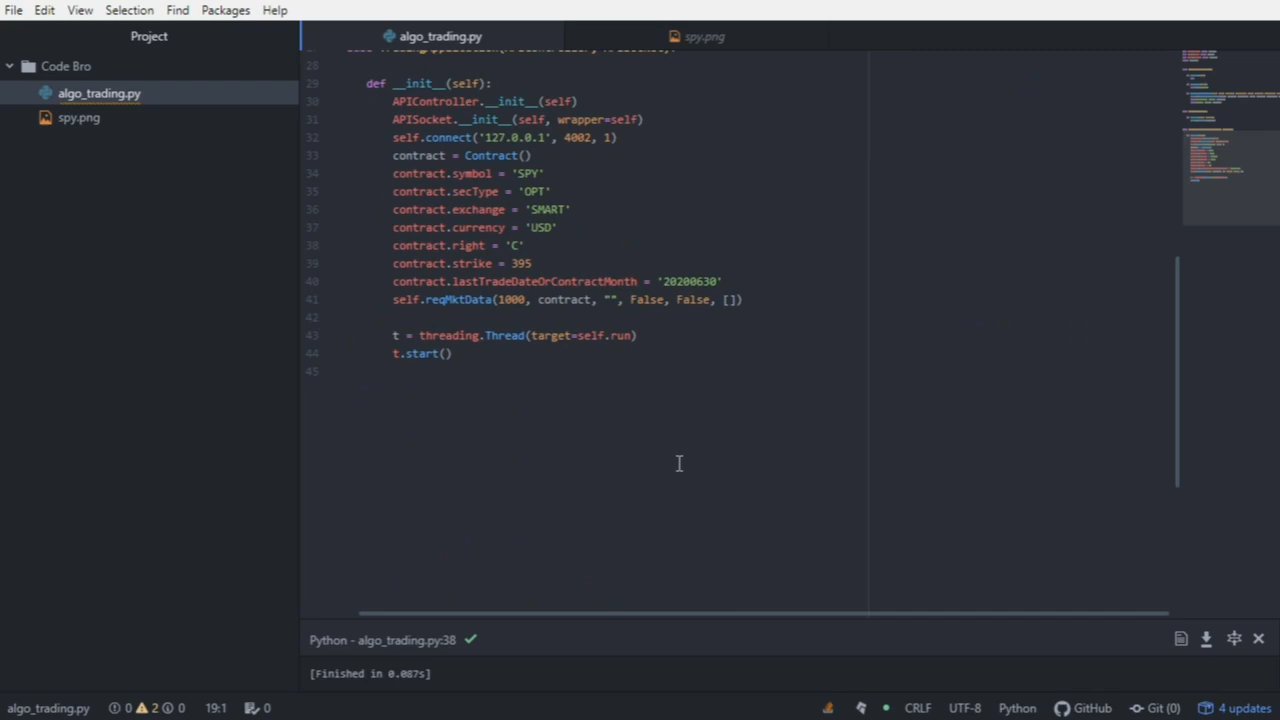 File Edit View Selection Find Packages Help
Project
algo_trading.py
spy.png
Code Bro
algo_trading.py
spy.png
28
29 def __init__(self):
30 APIController.__init__(self)
31 APISocket.__init__(self, wrapper=self)
32 self.connect('127.0.0.1', 4002, 1)
33 contract = Contract()
34 contract.symbol = 'SPY'
35 contract.secType = 'OPT'
36 contract.exchange = 'SMART'
37 contract.currency = 'USD'
38 contract.right = 'C'
39 contract.strike = 395
40 contract.lastTradeDateOrContractMonth = '20200630'
41 self.reqMktData(1000, contract, "", False, False, [])
42
43 t = threading.Thread(target=self.run)
44 t.start()
45
Python - algo_trading.py:38
[Finished in 0.087s]
algo_trading.py 0 2 0 19:1 0 CRLF UTF-8 Python GitHub Git (0) 4 updates